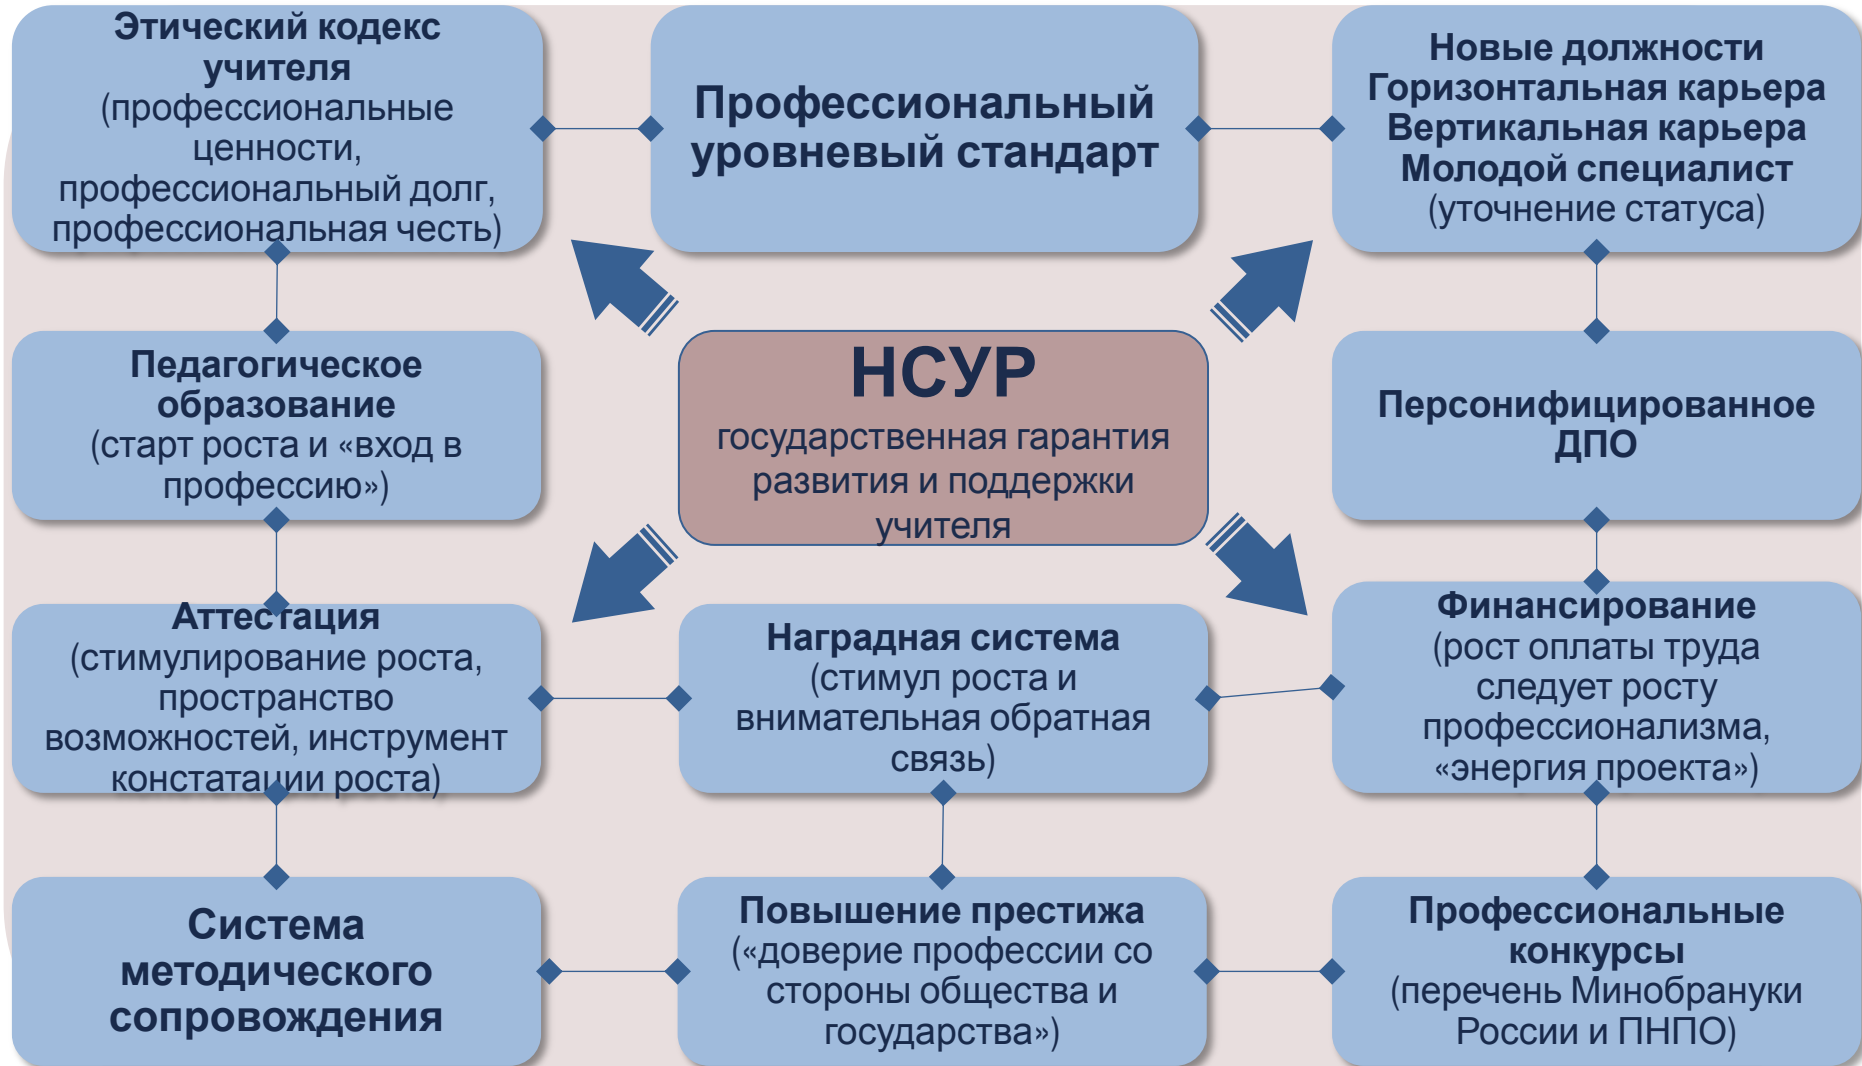 Этический кодекс
учителя
(профессиональные
ценности,
профессиональный долг,
профессиональная честь)
Профессиональный
уровневый стандарт
Новые должности
Горизонтальная карьера
Вертикальная карьера
Молодой специалист
(уточнение статуса)
Педагогическое
образование
(старт роста и «вход в
профессию»)
НСУР
государственная гарантия
развития и поддержки
учителя
Персонифицированное
ДПО
Аттестация
(стимулирование роста,
пространство
возможностей, инструмент
констатации роста)
Наградная система
(стимул роста и
внимательная обратная
связь)
Финансирование
(рост оплаты труда
следует росту
профессионализма,
«энергия проекта»)
Система
методического
сопровождения
Повышение престижа
(«доверие профессии со
стороны общества и
государства»)
Профессиональные
конкурсы
(перечень Минобрануки
России и ПНПО)